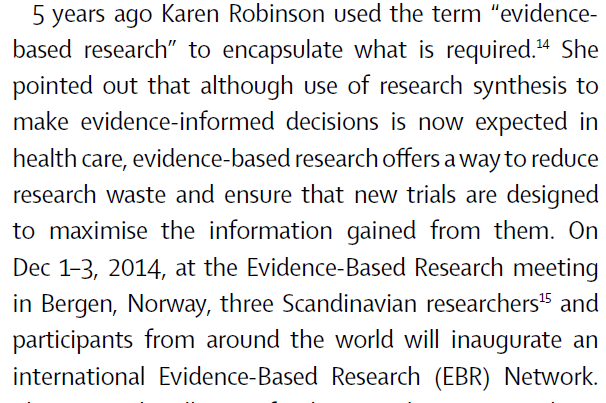 5 years ago Karen Robinson used the term “evidence-
based research” to encapsulate what is required.¹⁴ She
pointed out that although use of research synthesis to
make evidence-informed decisions is now expected in
health care, evidence-based research offers a way to reduce
research waste and ensure that new trials are designed
to maximise the information gained from them. On
Dec 1–3, 2014, at the Evidence-Based Research meeting
in Bergen, Norway, three Scandinavian researchers¹⁵ and
participants from around the world will inaugurate an
international Evidence-Based Research (EBR) Network.